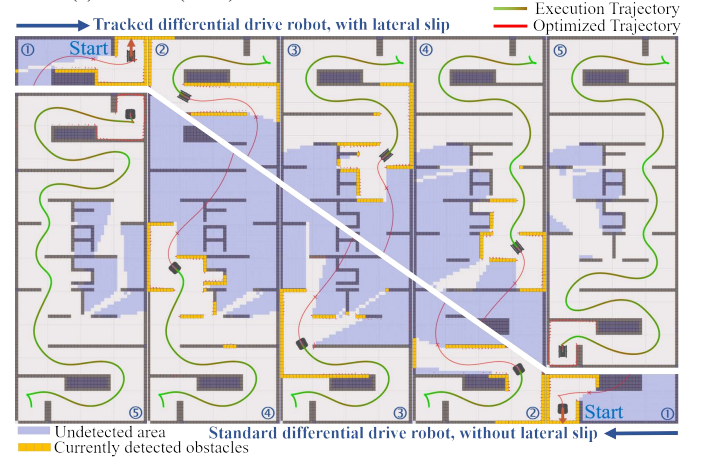 Execution Trajectory
Tracked differential drive robot, with lateral slip
Optimized Trajectory
① Start ② ③ ④ ⑤
⑤ ④ ③ ② Start ①
Undetected area
Standard differential drive robot, without lateral slip
Currently detected obstacles